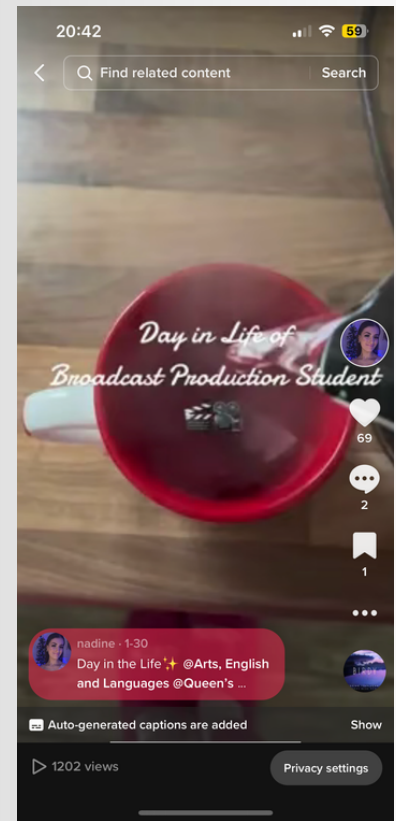 20:42
59
Find related content
Search
Day in Life of
Broadcast Production Student
69
2
1
nadine · 1-30
Day in the Life✨ @Arts, English
and Languages @Queen's ...
Auto-generated captions are added
Show
1202 views
Privacy settings